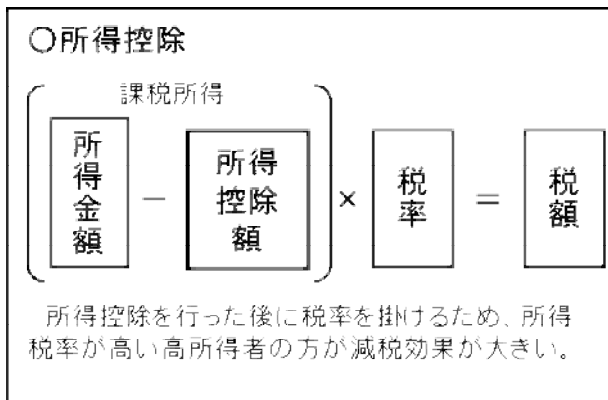 ○所得控除
課税所得
所得金額
−
所得控除額
×
税率
=
税額
所得控除を行った後に税率を掛けるため、所得
税率が高い高所得者の方が減税効果が大きい。